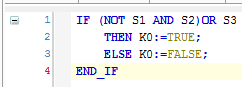 1 IF (NOT S1 AND S2)OR S3
2 THEN K0:=TRUE;
3 ELSE K0:=FALSE;
4 END_IF